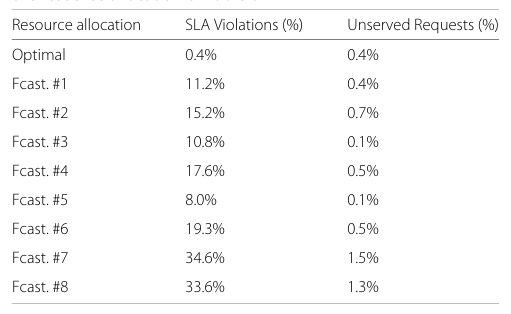 Resource allocation SLA Violations (%) Unserved Requests (%)
Optimal 0.4% 0.4%
Fcast. #1 11.2% 0.4%
Fcast. #2 15.2% 0.7%
Fcast. #3 10.8% 0.1%
Fcast. #4 17.6% 0.5%
Fcast. #5 8.0% 0.1%
Fcast. #6 19.3% 0.5%
Fcast. #7 34.6% 1.5%
Fcast. #8 33.6% 1.3%